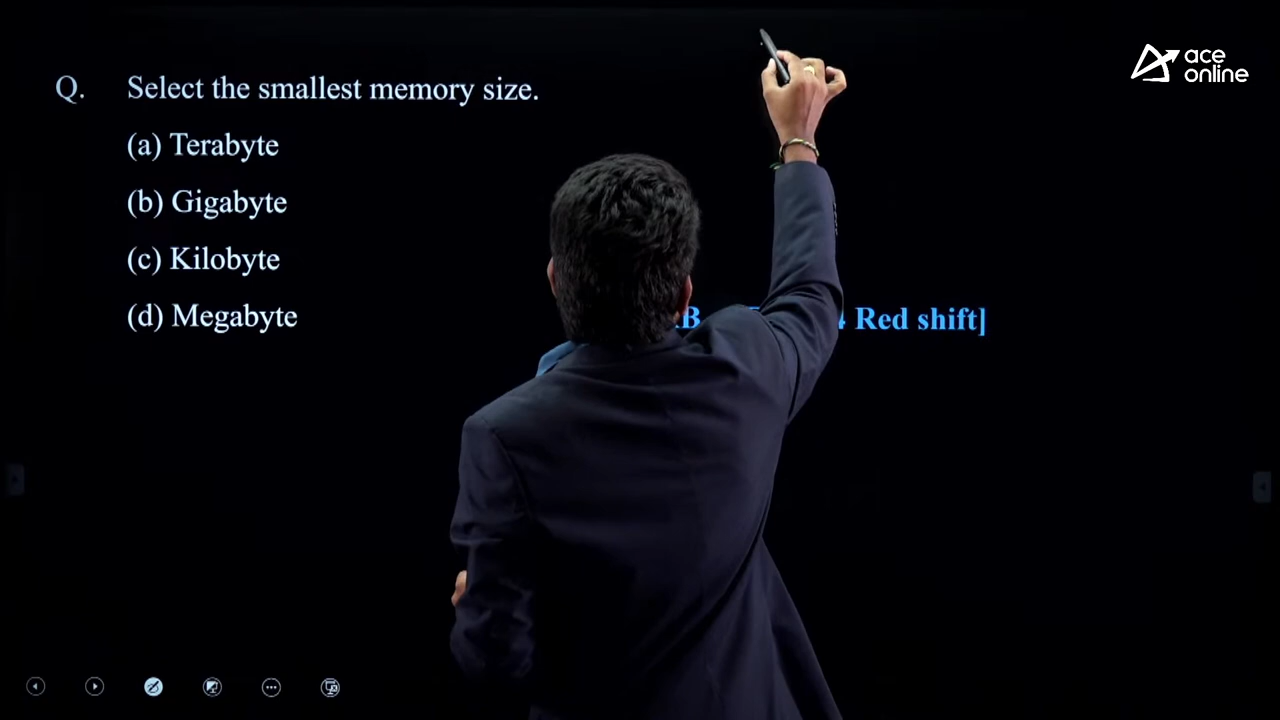 ace
online
Q. Select the smallest memory size.
(a) Terabyte
(b) Gigabyte
(c) Kilobyte
(d) Megabyte
Red shift]